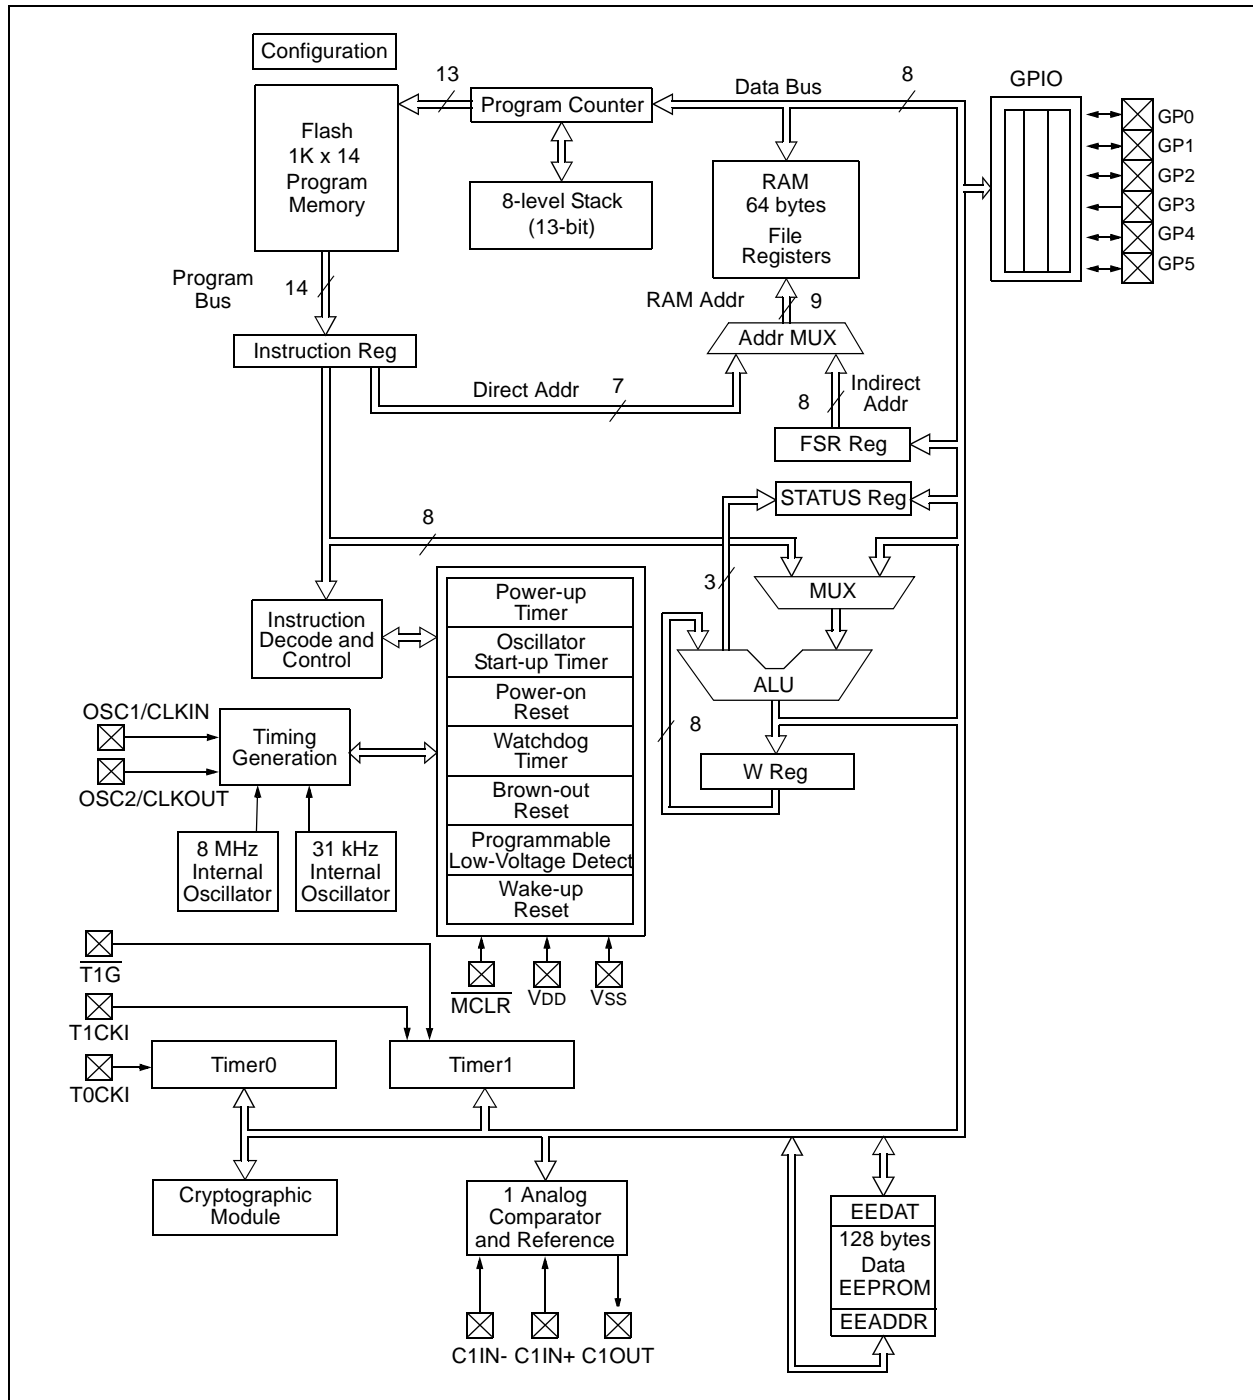 Configuration
13
Data Bus
8
GPIO
Flash
1K x 14
Program
Memory
Program Counter
8-level Stack
(13-bit)
RAM
64 bytes
File
Registers
GP0
GP1
GP2
GP3
GP4
GP5
Program
Bus
14
RAM Addr
9
Addr MUX
Instruction Reg
Direct Addr
7
8
Indirect
Addr
FSR Reg
STATUS Reg
8
3
MUX
Instruction
Decode and
Control
Power-up
Timer
Oscillator
Start-up Timer
Power-on
Reset
Watchdog
Timer
Brown-out
Reset
Programmable
Low-Voltage Detect
Wake-up
Reset
ALU
8
W Reg
OSC1/CLKIN
OSC2/CLKOUT
Timing
Generation
8 MHz
Internal
Oscillator
31 kHz
Internal
Oscillator
T1G
MCLR
VDD
VSS
T1CKI
T0CKI
Timer0
Timer1
Cryptographic
Module
1 Analog
Comparator
and Reference
C1IN- C1IN+ C1OUT
EEDAT
128 bytes
Data
EEPROM
EEADDR